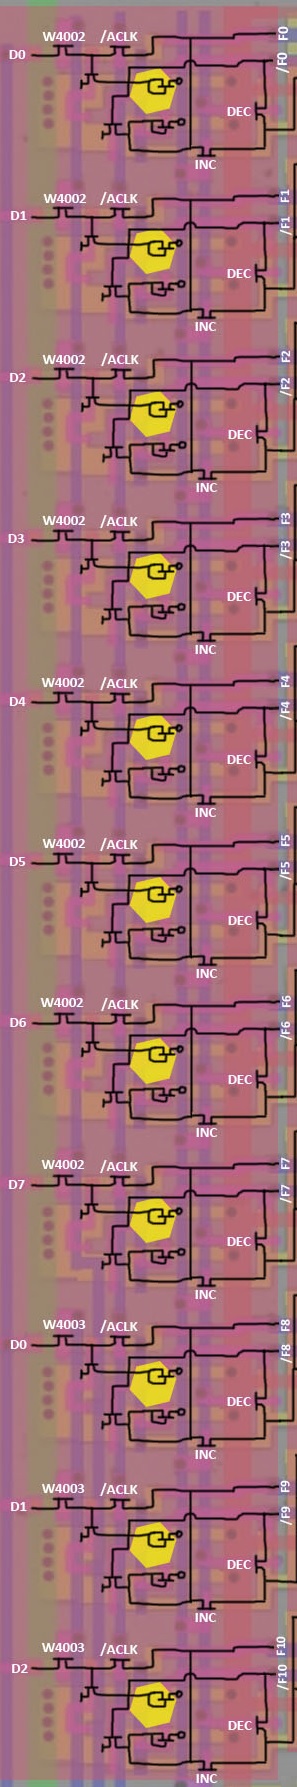 W4002 /ACLK F0
D0 /F0
DEC
INC
W4002 /ACLK F1
D1 /F1
DEC
INC
W4002 /ACLK F2
D2 /F2
DEC
INC
W4002 /ACLK F3
D3 /F3
DEC
INC
W4002 /ACLK F4
D4 /F4
DEC
INC
W4002 /ACLK F5
D5 /F5
DEC
INC
W4002 /ACLK F6
D6 /F6
DEC
INC
W4002 /ACLK F7
D7 /F7
DEC
INC
W4003 /ACLK F8
D0 /F8
DEC
INC
W4003 /ACLK F9
D1 /F9
DEC
INC
W4003 /ACLK F10
D2 /F10
DEC
INC